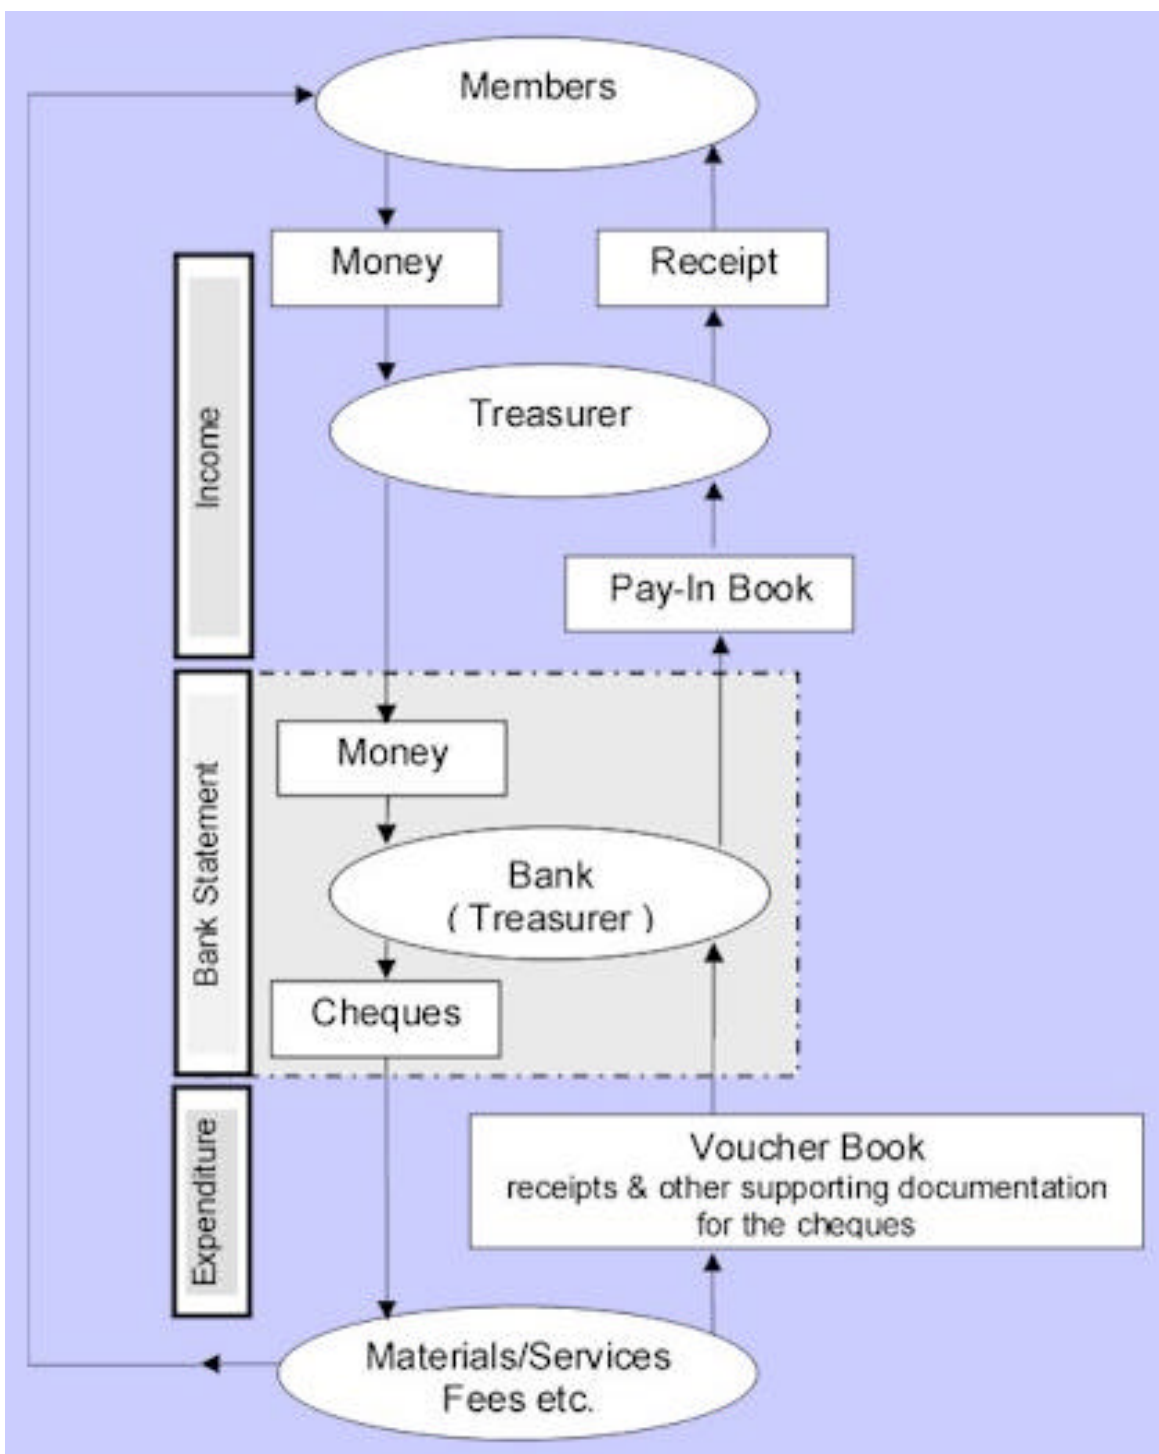 Members
Money
Receipt
Income
Treasurer
Pay-In Book
Bank Statement
Money
Bank
( Treasurer )
Cheques
Expenditure
Voucher Book
receipts & other supporting documentation
for the cheques
Materials/Services
Fees etc.